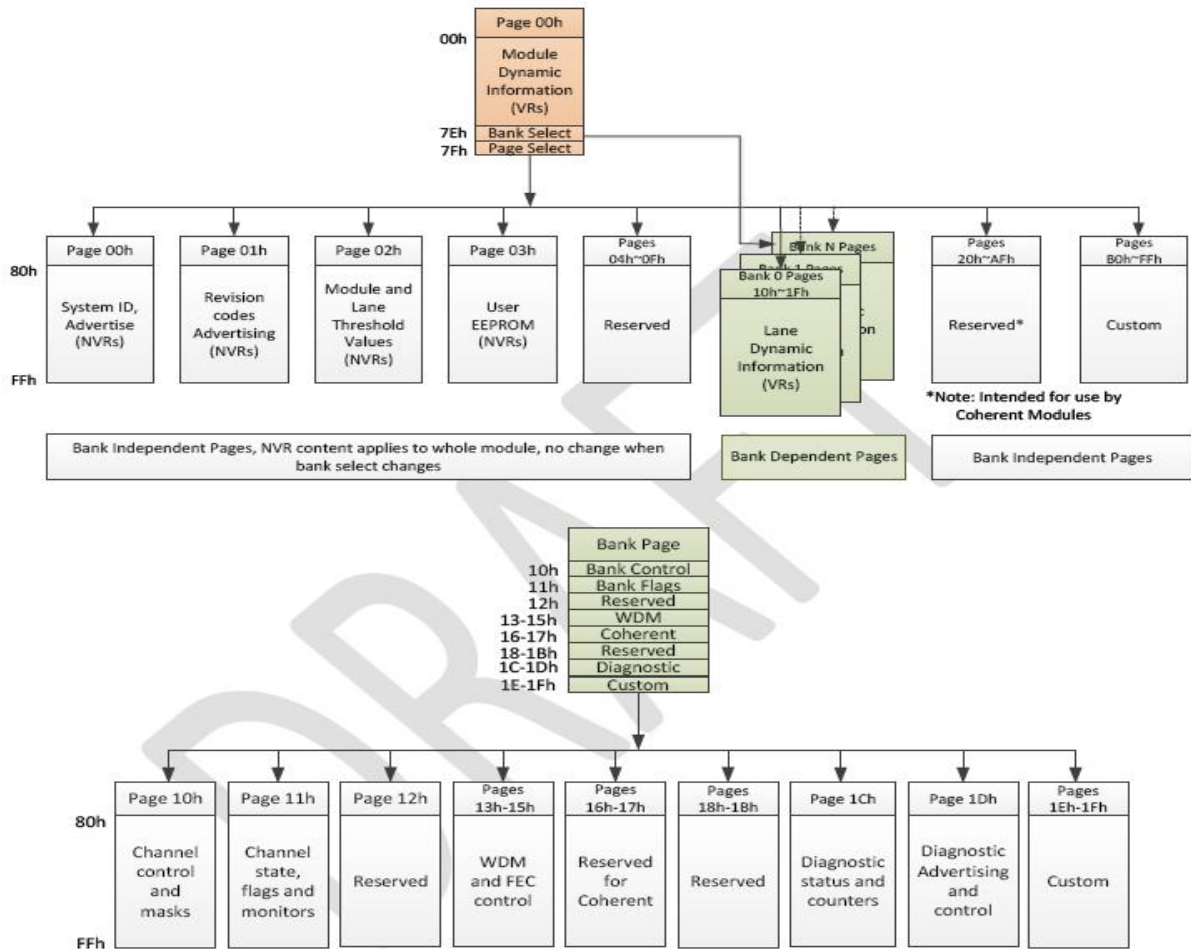 Page 00h
00h
Module
Dynamic
Information
(VRs)
7Eh
Bank Select
7Fh
Page Select
Page 00h
Page 01h
Page 02h
Page 03h
Pages
04h~0Fh
Bank N Pages
Bank 1 Pages
Bank 0 Pages
10h~1Fh
Pages
20h~AFh
Pages
B0h~FFh
80h
System ID,
Advertise
(NVRs)
Revision
codes
Advertising
(NVRs)
Module and
Lane
Threshold
Values
(NVRs)
User
EEPROM
(NVRs)
Reserved
Lane
Dynamic
Information
(VRs)
Reserved*
Custom
FFh
*Note: Intended for use by
Coherent Modules
Bank Independent Pages, NVR content applies to whole module, no change when
bank select changes
Bank Dependent Pages
Bank Independent Pages
DRAFT
Bank Page
10h
Bank Control
11h
Bank Flags
12h
Reserved
13-15h
WDM
16-17h
Coherent
18-1Bh
Reserved
1C-1Dh
Diagnostic
1E-1Fh
Custom
Page 10h
Page 11h
Page 12h
Pages
13h-15h
Pages
16h-17h
Pages
18h-1Bh
Page 1Ch
Page 1Dh
Pages
1Eh-1Fh
80h
Channel
control
and
masks
Channel
state,
flags and
monitors
Reserved
WDM
and FEC
control
Reserved
for
Coherent
Reserved
Diagnostic
status and
counters
Diagnostic
Advertising
and
control
Custom
FFh